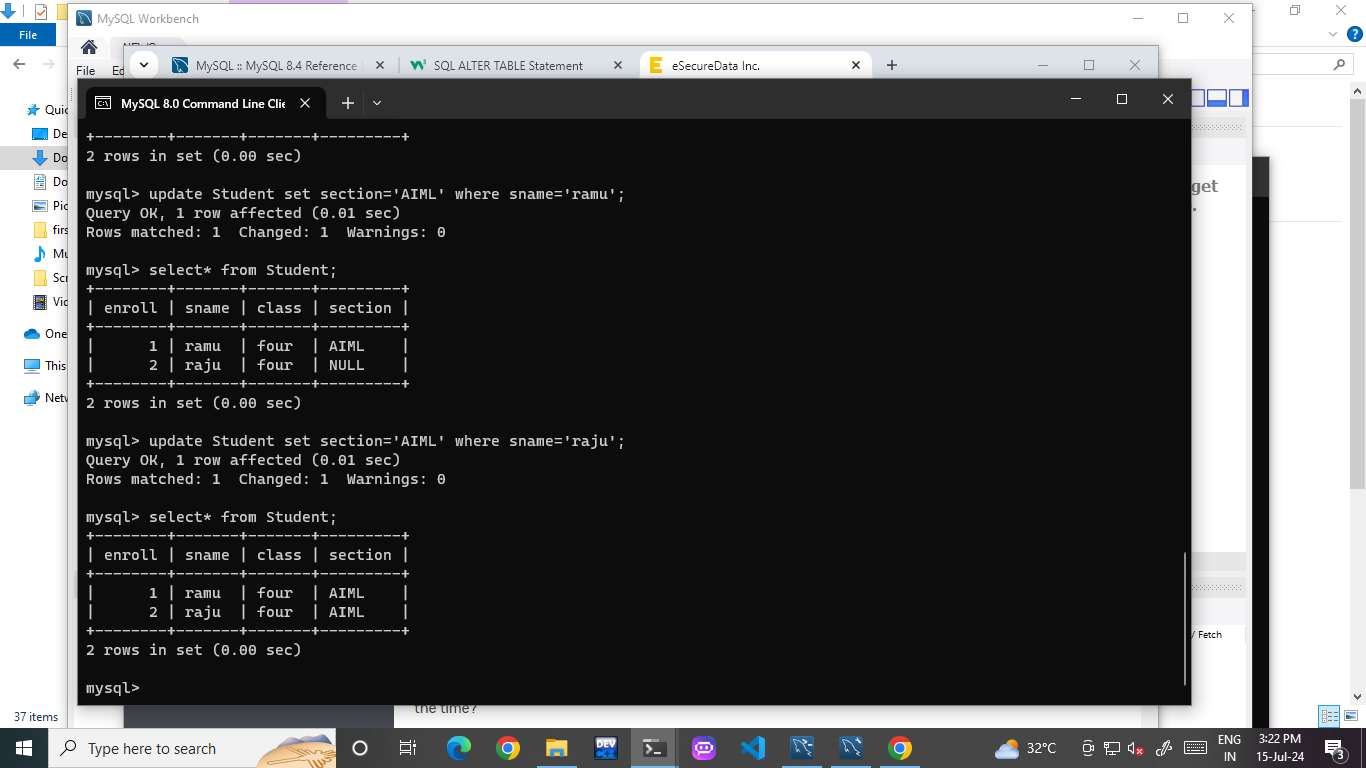 MySQL Workbench
File
File
MySQL :: MySQL 8.4 Reference
SQL ALTER TABLE Statement
eSecureData Inc.
MySQL 8.0 Command Line Clie
+--------+-------+-------+---------+
2 rows in set (0.00 sec)
mysql> update Student set section='AIML' where sname='ramu';
Query OK, 1 row affected (0.01 sec)
Rows matched: 1  Changed: 1  Warnings: 0
mysql> select* from Student;
+--------+-------+-------+---------+
| enroll | sname | class | section |
+--------+-------+-------+---------+
|      1 | ramu  | four  | AIML    |
|      2 | raju  | four  | NULL    |
+--------+-------+-------+---------+
2 rows in set (0.00 sec)
mysql> update Student set section='AIML' where sname='raju';
Query OK, 1 row affected (0.01 sec)
Rows matched: 1  Changed: 1  Warnings: 0
mysql> select* from Student;
+--------+-------+-------+---------+
| enroll | sname | class | section |
+--------+-------+-------+---------+
|      1 | ramu  | four  | AIML    |
|      2 | raju  | four  | AIML    |
+--------+-------+-------+---------+
2 rows in set (0.00 sec)
mysql>
Quic
De
Do
Do
Pic
firs
Mu
Scr
Vid
One
This
Netw
get
/ Fetch
the time?
37 items
Type here to search
DEV
32°C
ENG
IN
3:22 PM
15-Jul-24
3